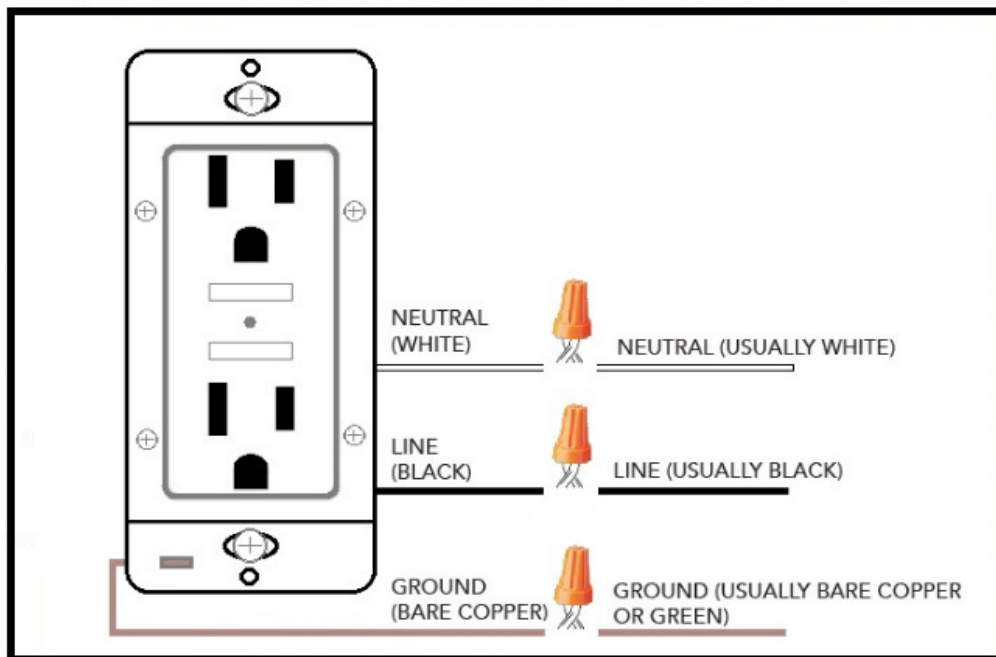 NEUTRAL
(WHITE)
NEUTRAL (USUALLY WHITE)
LINE
(BLACK)
LINE (USUALLY BLACK)
GROUND
(BARE COPPER)
GROUND (USUALLY BARE COPPER
OR GREEN)